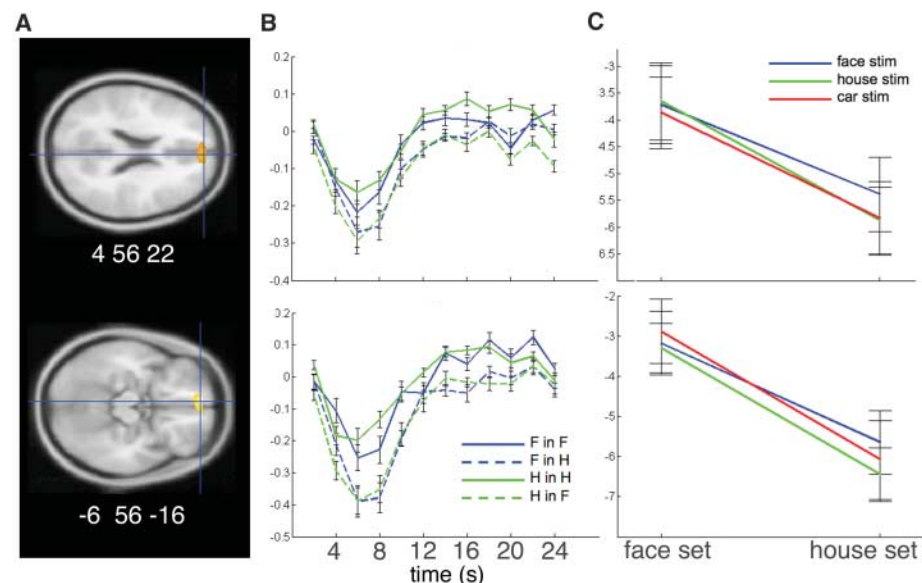 A
B
C
4 56 22
-6 56 -16
0.2
0.1
0
-0.1
-0.2
-0.3
-0.4
0.2
0.1
0
-0.1
-0.2
-0.3
-0.4
-0.5
F in F
F in H
H in H
H in F
4 8 12 16 20 24
time (s)
face stim
house stim
car stim
-3
3.5
-4
4.5
-5
5.5
-6
6.5
-2
-3
-4
-5
-6
-7
face set house set